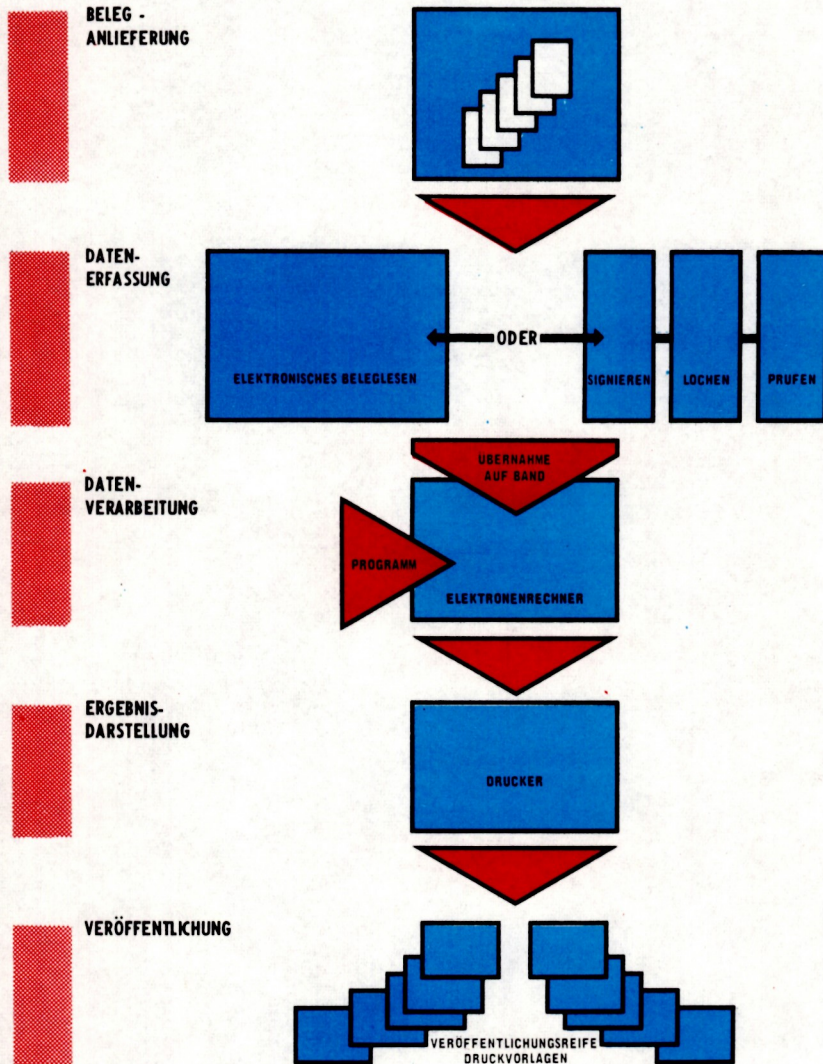 BELEG -
ANLIEFERUNG
DATEN-
ERFASSUNG
ELEKTRONISCHES BELEGLESEN
ODER
SIGNIEREN
LOCHEN
PRUFEN
ÜBERNAHME
AUF BAND
DATEN-
VERARBEITUNG
PROGRAMM
ELEKTRONENRECHNER
ERGEBNIS-
DARSTELLUNG
DRUCKER
VERÖFFENTLICHUNG
VERÖFFENTLICHUNGSREIFE
DRUCKVORLAGEN